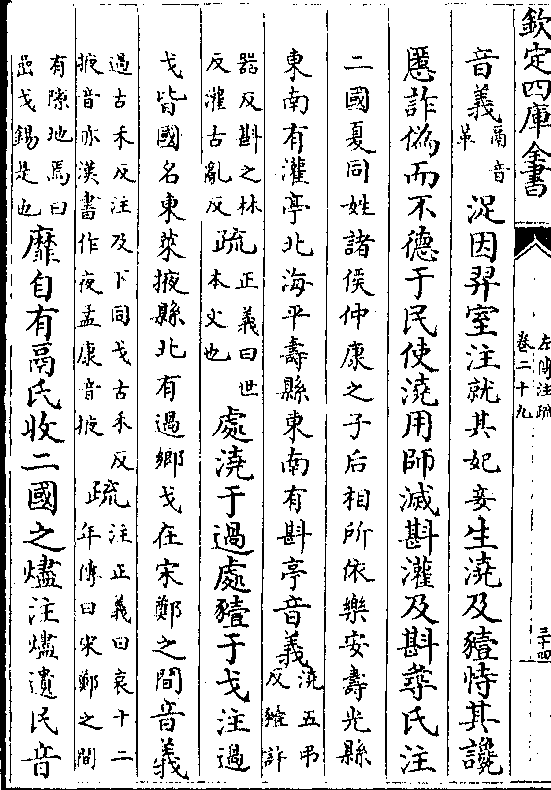 欽定四庫全書
左傳注疏
卷二十九
三十四
音義鬲音革浞因羿室注就其妃妾生澆及豷恃其讒
慝詐偽而不德于民使澆用師滅斟灌及斟尋氏注
二國夏同姓諸侯仲康之子后相所依樂安壽光縣
東南有灌亭北海平壽縣東南有斟亭音義澆五弔反豷許
器反斟之林反灌古亂反疏正義曰世本文也處澆于過處豷于戈注過
戈皆國名東萊掖縣北有過鄉戈在宋鄭之間音義
過古禾反注及下同戈古禾反掖音亦漢書作夜孟康音掖疏注正義曰哀十二年傳曰宋鄭之間
有隙地焉曰嵒戈錫是也靡自有鬲氏收二國之燼注燼遺民音